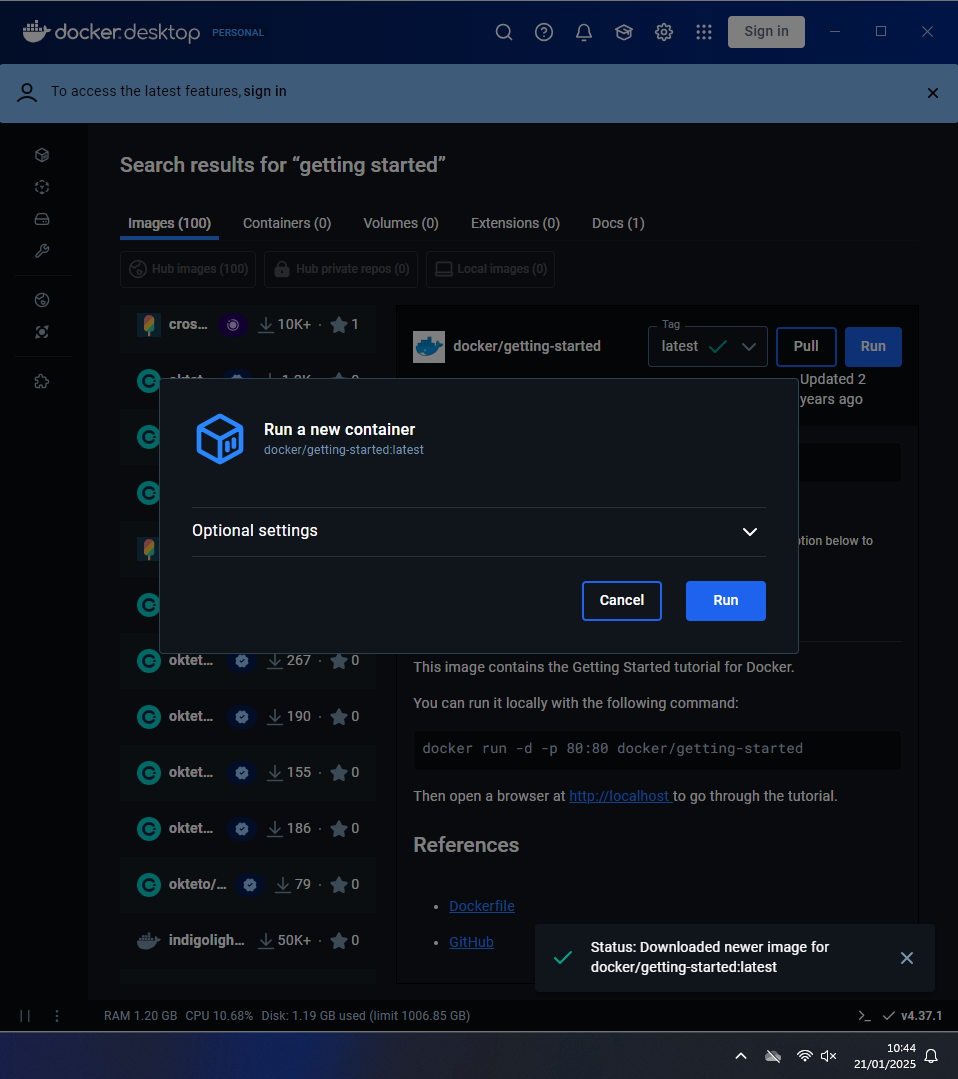 docker.desktop PERSONAL
Sign in
To access the latest features, sign in
Search results for “getting started”
Images (100) Containers (0) Volumes (0) Extensions (0) Docs (1)
Hub images (100) Hub private repos (0) Local images (0)
cros... 10K+ · 1
docker/getting-started
Tag
latest
Pull
Run
Updated 2
years ago
Run a new container
docker/getting-started:latest
Optional settings
tion below to
Cancel Run
oktet... 267 · 0
oktet... 190 · 0
oktet... 155 · 0
oktet... 186 · 0
okteto/... 79 · 0
indigoligh... 50K+ · 0
This image contains the Getting Started tutorial for Docker.
You can run it locally with the following command:
docker run -d -p 80:80 docker/getting-started
Then open a browser at http://localhost to go through the tutorial.
References
• Dockerfile
• GitHub
Status: Downloaded newer image for
docker/getting-started:latest
RAM 1.20 GB CPU 10.68% Disk: 1.19 GB used (limit 1006.85 GB)
v4.37.1
10:44
21/01/2025